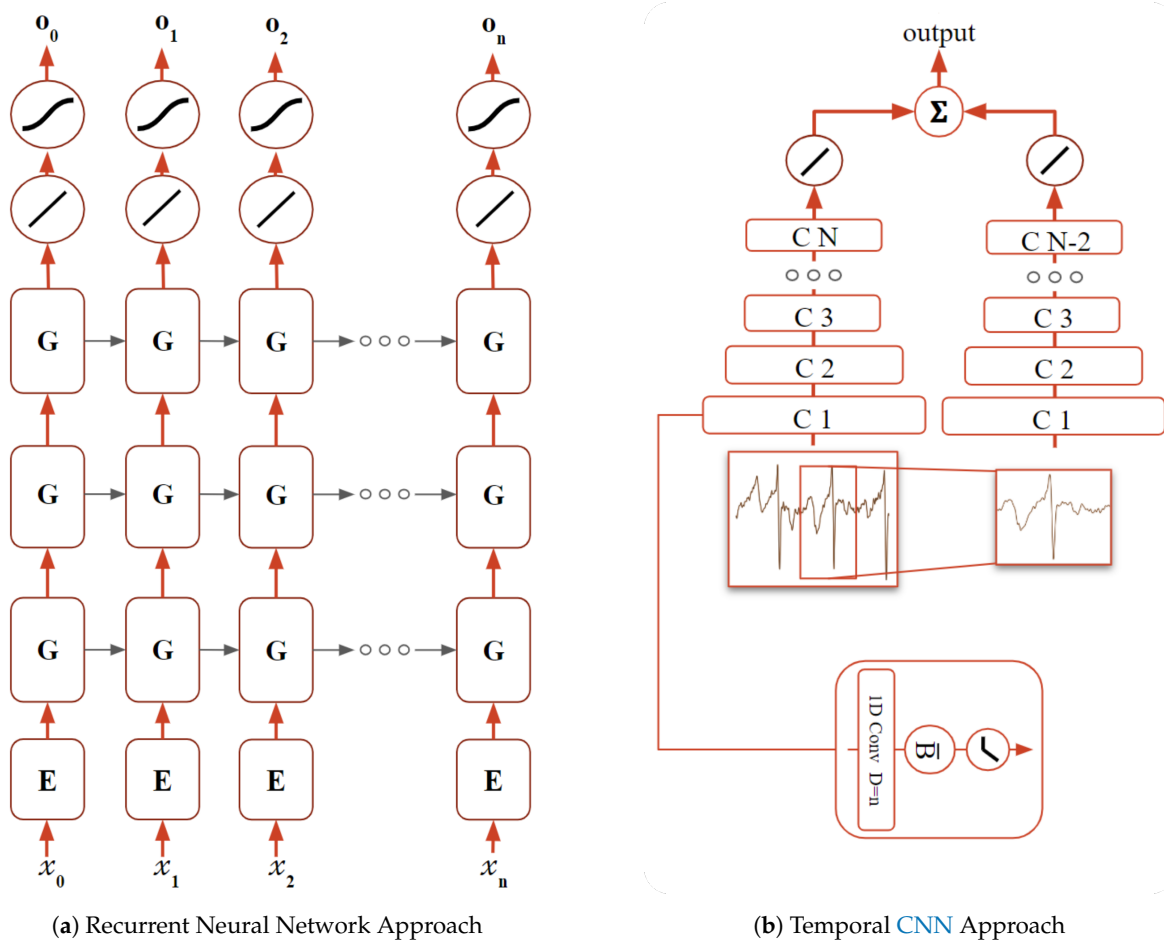 o0 o1 o2 on
G G G G
G G G G
G G G G
E E E E
x0 x1 x2 xn
(a) Recurrent Neural Network Approach
output
Σ
C N C N-2
C 3 C 3
C 2 C 2
C 1 C 1
1D Conv D=n
B̅
(b) Temporal CNN Approach